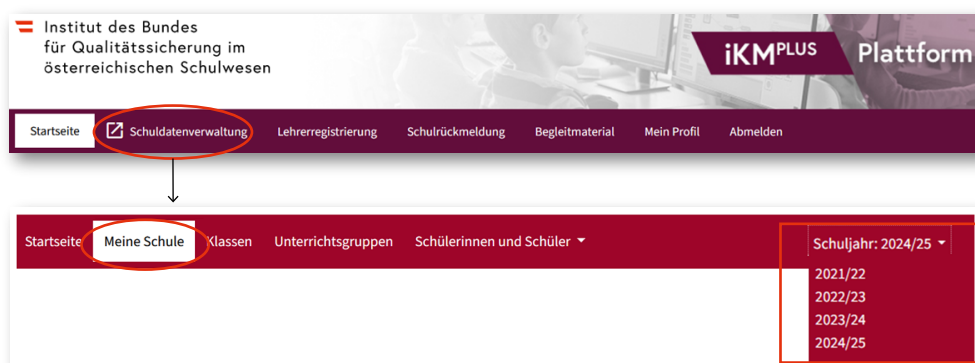 Institut des Bundes
für Qualitätssicherung im
österreichischen Schulwesen
iKMPLUS Plattform
Startseite Schuldatenverwaltung Lehrerregistrierung Schulrückmeldung Begleitmaterial Mein Profil Abmelden
Startseite Meine Schule Klassen Unterrichtsgruppen Schülerinnen und Schüler Schuljahr: 2024/25
2021/22
2022/23
2023/24
2024/25